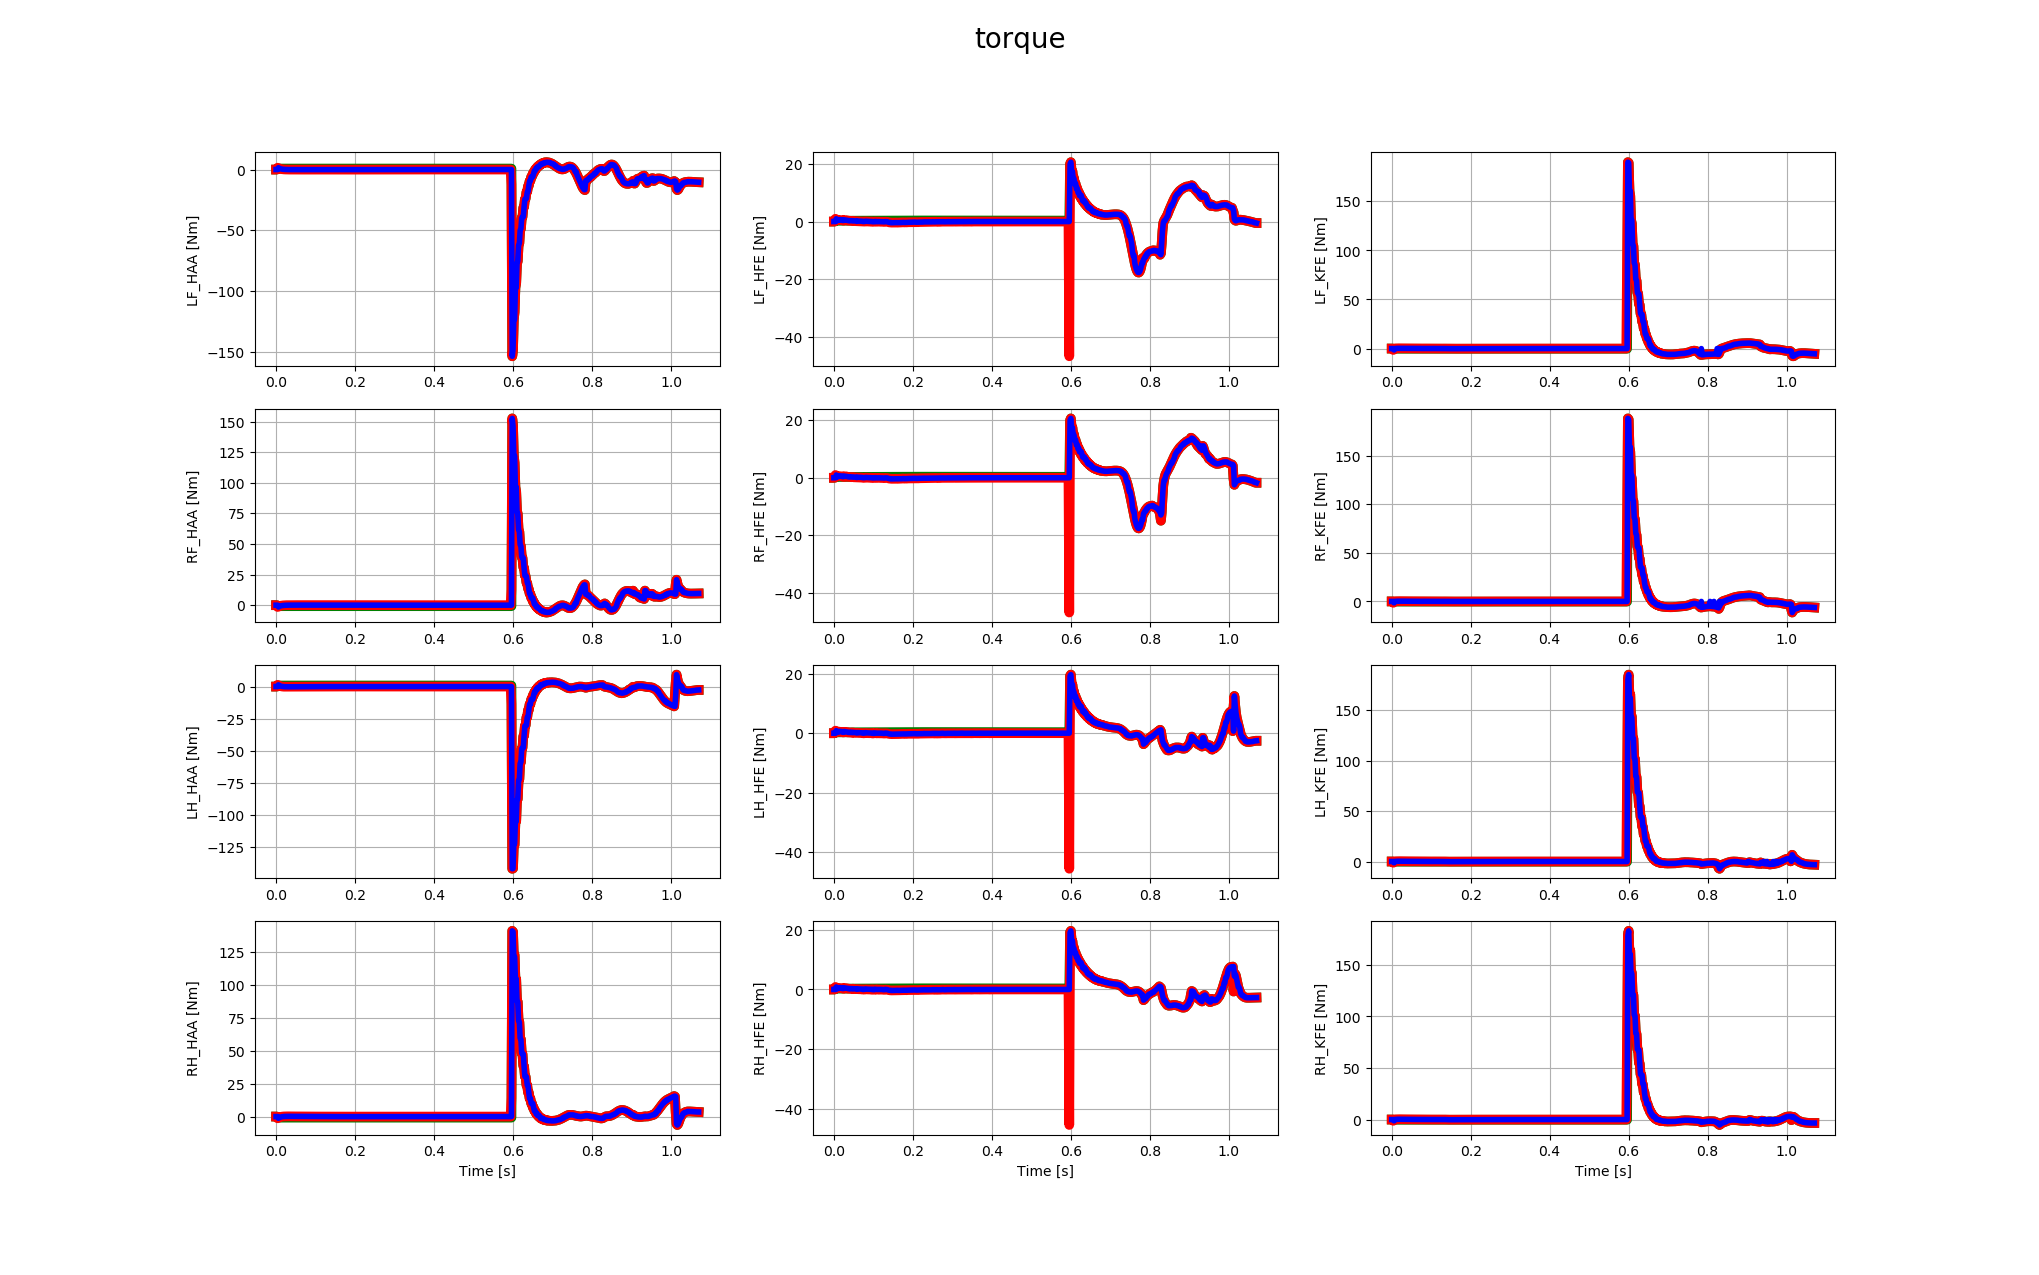 torque
LF_HAA [Nm]
0
−50
−100
−150
0.0 0.2 0.4 0.6 0.8 1.0
LF_HFE [Nm]
20
0
−20
−40
0.0 0.2 0.4 0.6 0.8 1.0
LF_KFE [Nm]
150
100
50
0
0.0 0.2 0.4 0.6 0.8 1.0
RF_HAA [Nm]
150
125
100
75
50
25
0
0.0 0.2 0.4 0.6 0.8 1.0
RF_HFE [Nm]
20
0
−20
−40
0.0 0.2 0.4 0.6 0.8 1.0
RF_KFE [Nm]
150
100
50
0
0.0 0.2 0.4 0.6 0.8 1.0
LH_HAA [Nm]
0
−25
−50
−75
−100
−125
0.0 0.2 0.4 0.6 0.8 1.0
LH_HFE [Nm]
20
0
−20
−40
0.0 0.2 0.4 0.6 0.8 1.0
LH_KFE [Nm]
150
100
50
0
0.0 0.2 0.4 0.6 0.8 1.0
RH_HAA [Nm]
125
100
75
50
25
0
0.0 0.2 0.4 0.6 0.8 1.0
Time [s]
RH_HFE [Nm]
20
0
−20
−40
0.0 0.2 0.4 0.6 0.8 1.0
Time [s]
RH_KFE [Nm]
150
100
50
0
0.0 0.2 0.4 0.6 0.8 1.0
Time [s]